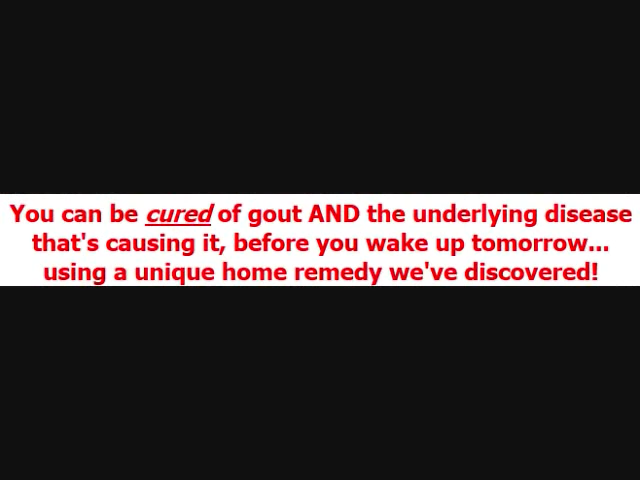 You can be cured of gout AND the underlying disease
that's causing it, before you wake up tomorrow...
using a unique home remedy we've discovered!